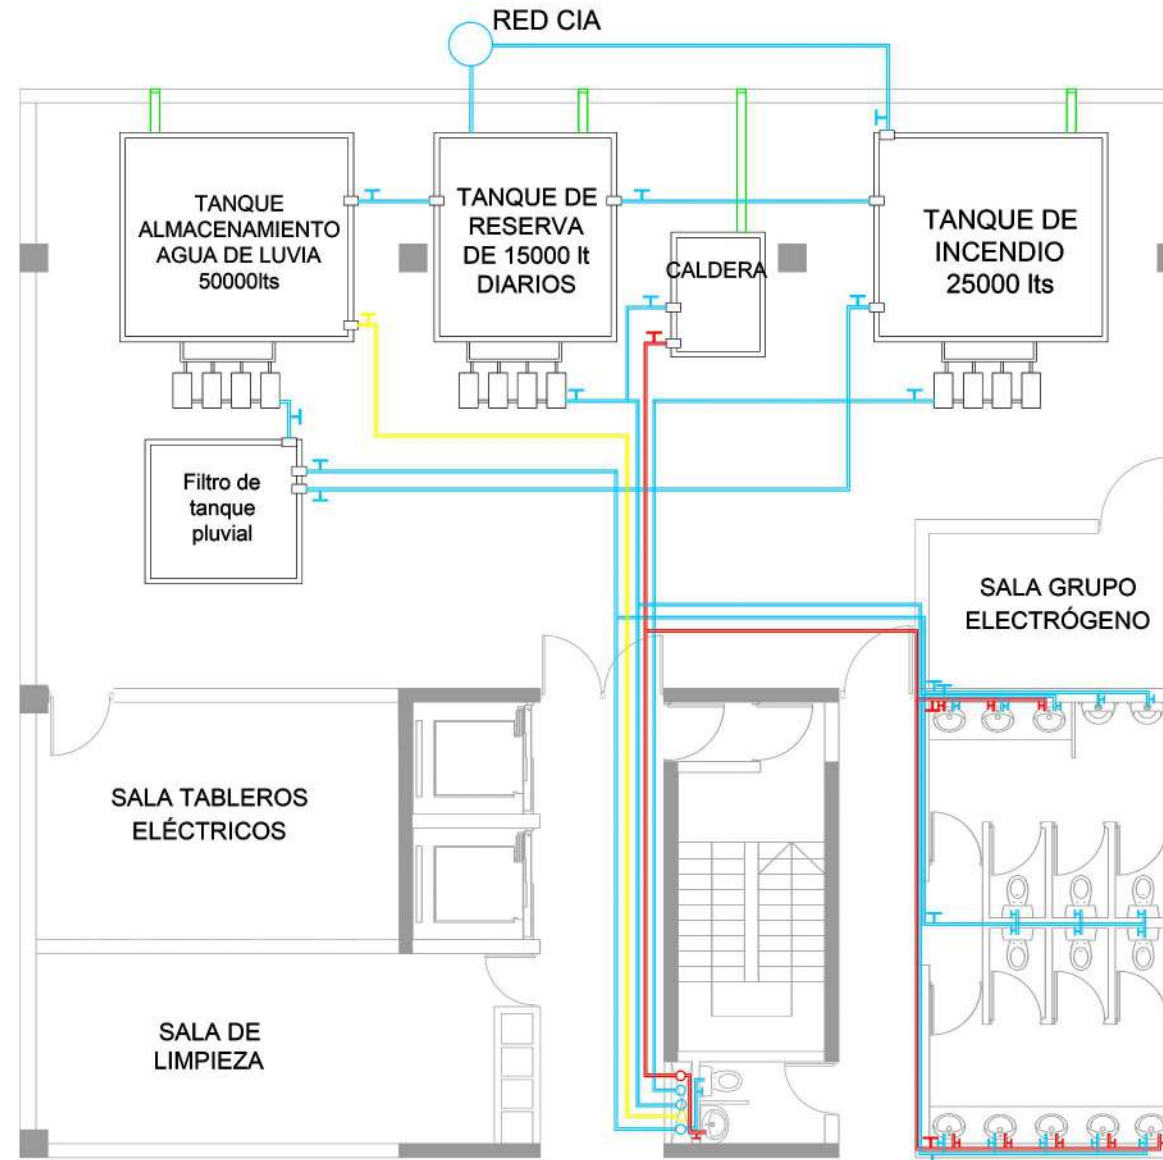 RED CIA
TANQUE
ALMACENAMIENTO
AGUA DE LUVIA
50000lts
TANQUE DE
RESERVA
DE 15000 lt
DIARIOS
CALDERA
TANQUE DE
INCENDIO
25000 lts
Filtro de
tanque
pluvial
SALA GRUPO
ELECTRÓGENO
SALA TABLEROS
ELÉCTRICOS
SALA DE
LIMPIEZA